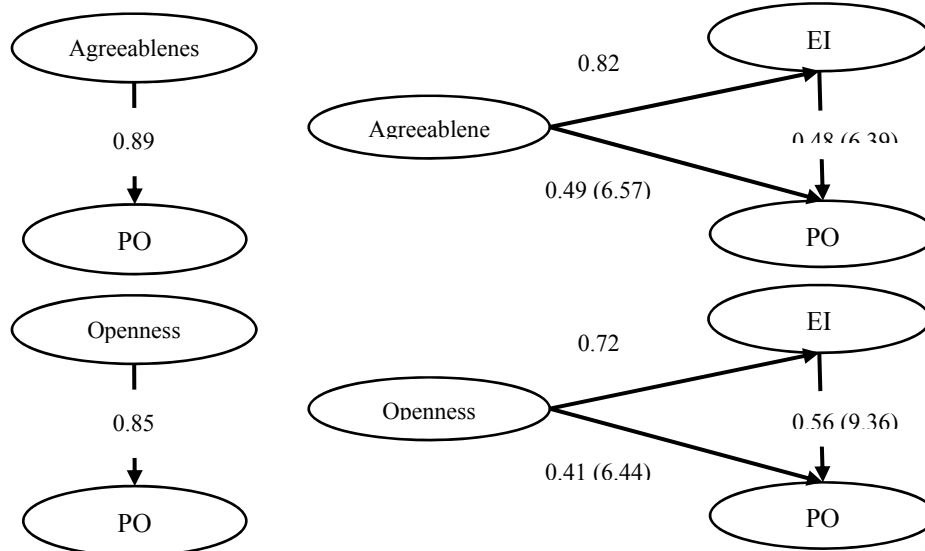 Agreeablenes
0.89
PO
EI
0.82
Agreeablene
0.48 (6.39)
0.49 (6.57)
PO
Openness
0.85
PO
EI
0.72
Openness
0.56 (9.36)
0.41 (6.44)
PO